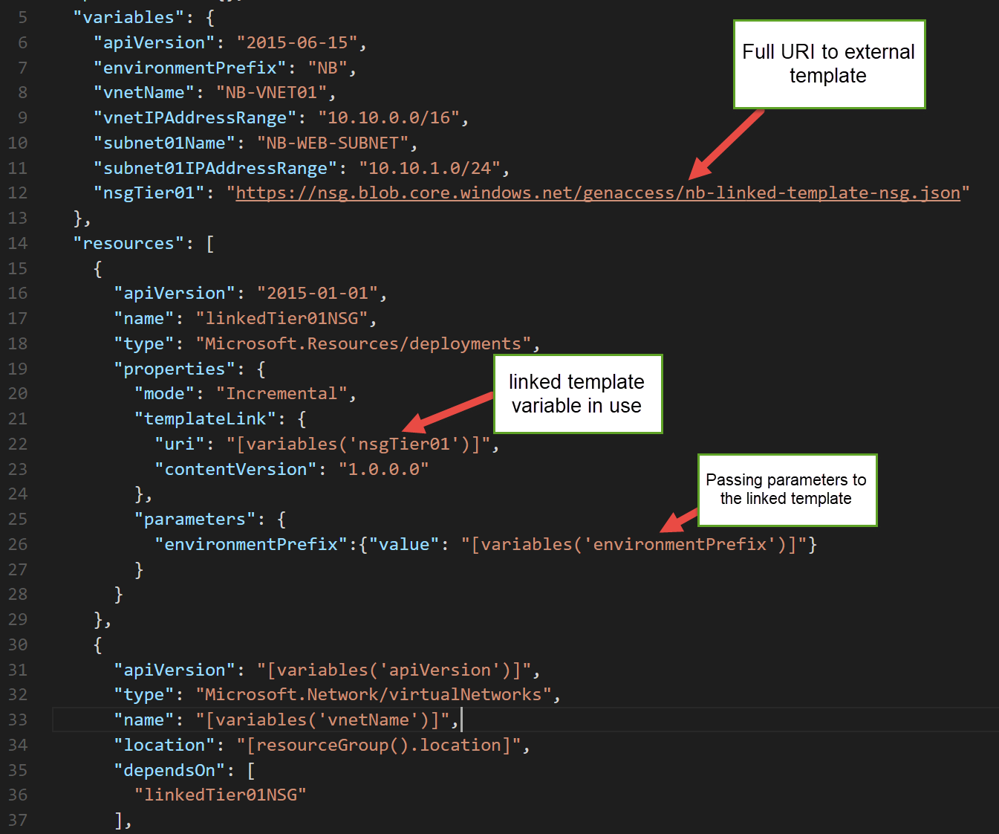 5 "variables": {
6 "apiVersion": "2015-06-15",
Full URI to external
template
7 "environmentPrefix": "NB",
8 "vnetName": "NB-VNET01",
9 "vnetIPAddressRange": "10.10.0.0/16",
10 "subnet01Name": "NB-WEB-SUBNET",
11 "subnet01IPAddressRange": "10.10.1.0/24",
12 "nsgTier01": "https://nsg.blob.core.windows.net/genaccess/nb-linked-template-nsg.json"
13 },
14 "resources": [
15 {
16 "apiVersion": "2015-01-01",
17 "name": "linkedTier01NSG",
18 "type": "Microsoft.Resources/deployments",
19 "properties": {
linked template
variable in use
20 "mode": "Incremental",
21 "templateLink": {
22 "uri": "[variables('nsgTier01')]",
23 "contentVersion": "1.0.0.0"
Passing parameters to
the linked template
24 },
25 "parameters": {
26 "environmentPrefix":{"value": "[variables('environmentPrefix')]"}
27 }
28 }
29 },
30 {
31 "apiVersion": "[variables('apiVersion')]",
32 "type": "Microsoft.Network/virtualNetworks",
33 "name": "[variables('vnetName')]",
34 "location": "[resourceGroup().location]",
35 "dependsOn": [
36 "linkedTier01NSG"
37 ],